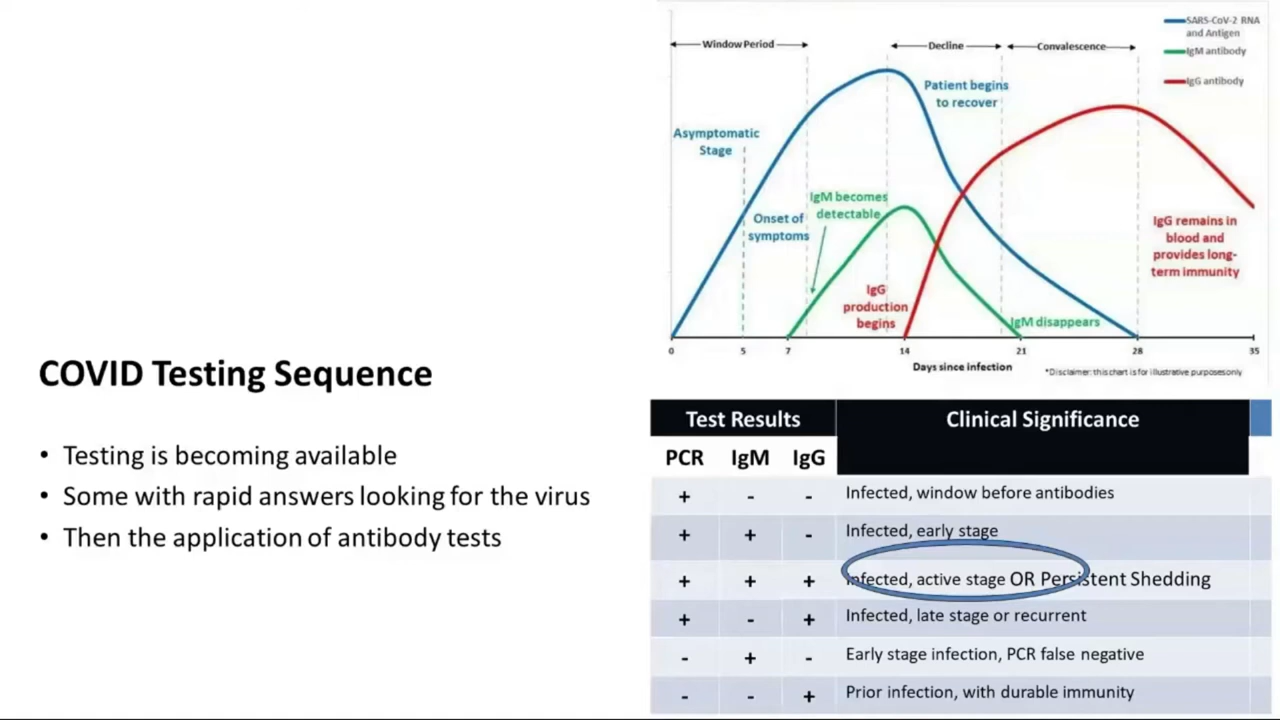 COVID Testing Sequence
• Testing is becoming available
• Some with rapid answers looking for the virus
• Then the application of antibody tests
SARS-CoV-2 RNA
and Antigen
IgM antibody
IgG antibody
Window Period
Decline
Convalescence
Patient begins
to recover
Asymptomatic
Stage
IgM becomes
detectable
Onset of
symptoms
IgG remains in
blood and
provides long-
term immunity
IgG
production
begins
IgM disappears
0 5 7 14 21 28 35
Days since infection
*Disclaimer: this chart is for illustrative purposes only
Test Results Clinical Significance
PCR IgM IgG
+ - - Infected, window before antibodies
+ + - Infected, early stage
+ + + Infected, active stage OR Persistent Shedding
+ - + Infected, late stage or recurrent
- + - Early stage infection, PCR false negative
- - + Prior infection, with durable immunity